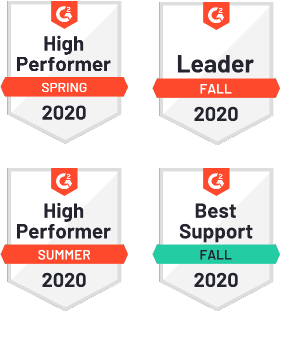 G2
High
Performer
SPRING
2020
G2
Leader
FALL
2020
G2
High
Performer
SUMMER
2020
G2
Best
Support
FALL
2020